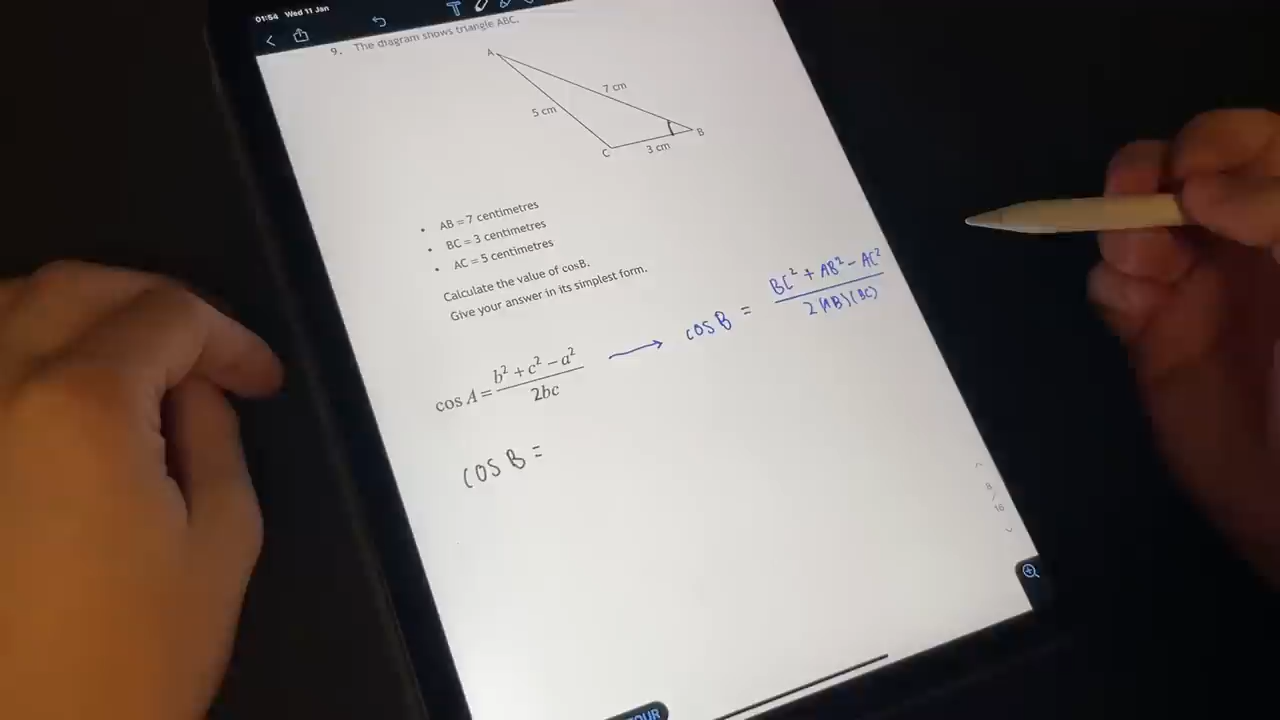 01:54 Wed 11 Jan
9. The diagram shows triangle ABC.
A
7 cm
5 cm
B
C
3 cm
• AB = 7 centimetres
• BC = 3 centimetres
• AC = 5 centimetres
Calculate the value of cosB.
Give your answer in its simplest form.
cos A = b² + c² − a² / 2bc → cos B = BC² + AB² − AC² / 2(AB)(BC)
cos B =
8
/
16